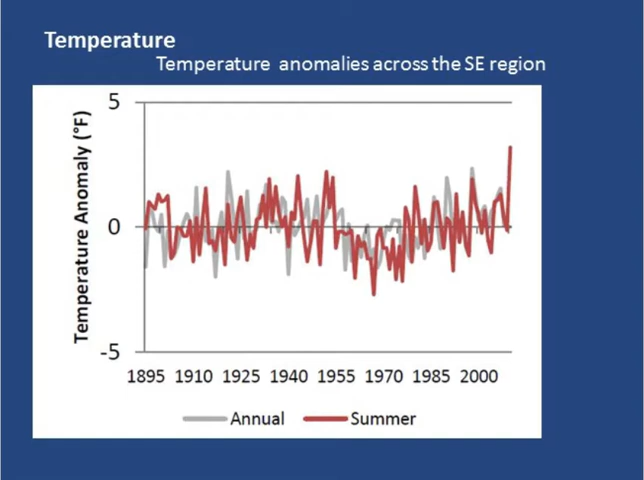 Temperature
Temperature anomalies across the SE region
5
Temperature Anomaly (°F)
0
-5
1895 1910 1925 1940 1955 1970 1985 2000
Annual Summer